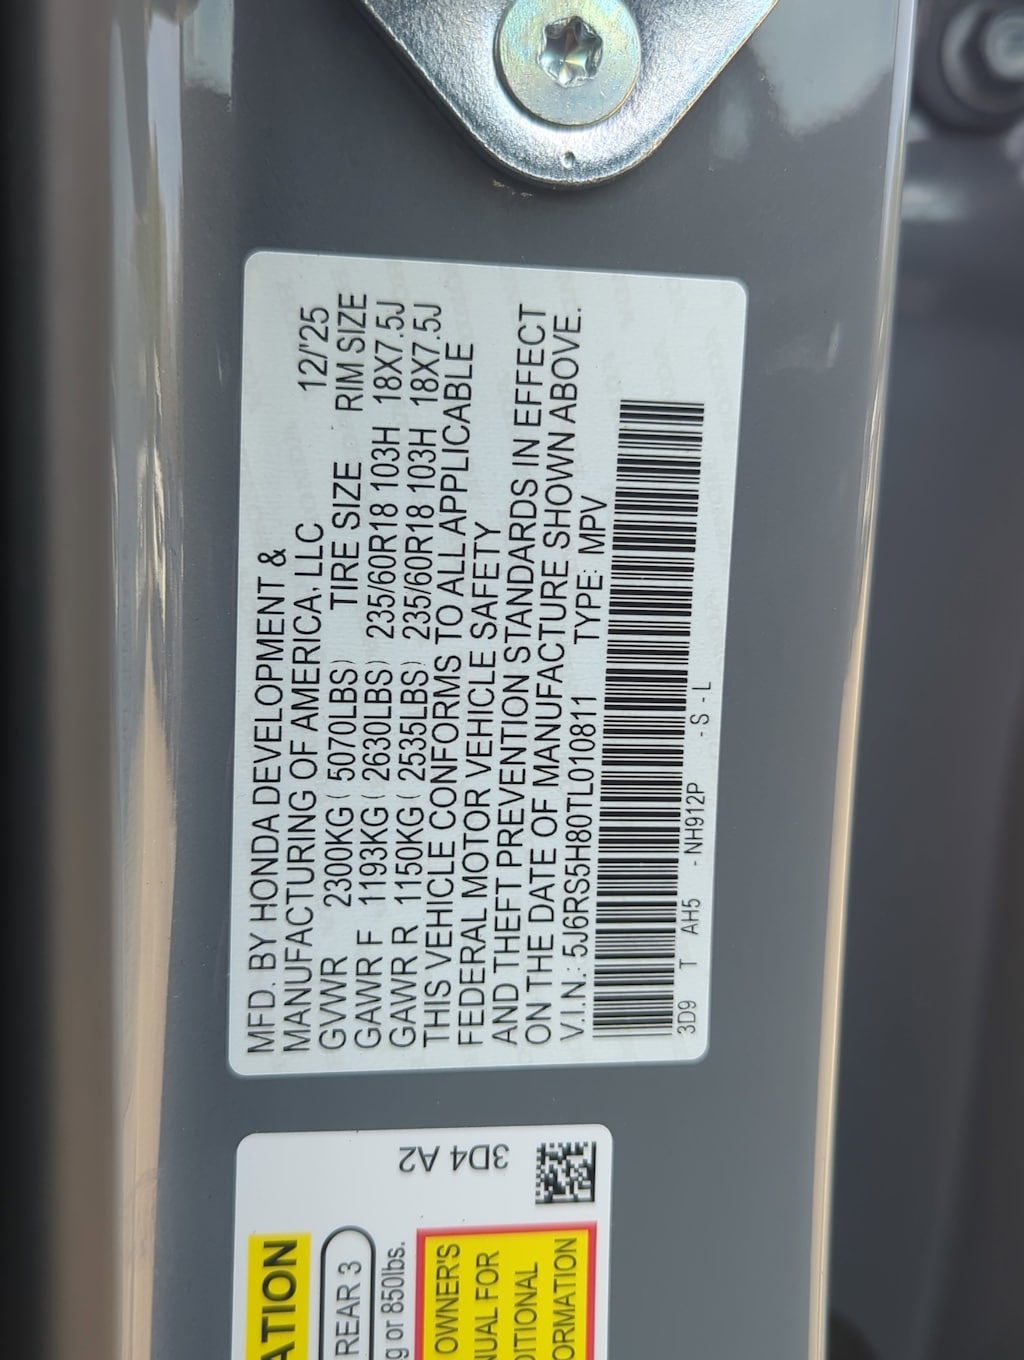 MFD. BY HONDA DEVELOPMENT &
MANUFACTURING OF AMERICA, LLC 12/'25
GVWR 2300KG ( 5070LBS) TIRE SIZE RIM SIZE
GAWR F 1193KG ( 2630LBS) 235/60R18 103H 18X7.5J
GAWR R 1150KG ( 2535LBS) 235/60R18 103H 18X7.5J
THIS VEHICLE CONFORMS TO ALL APPLICABLE
FEDERAL MOTOR VEHICLE SAFETY
AND THEFT PREVENTION STANDARDS IN EFFECT
ON THE DATE OF MANUFACTURE SHOWN ABOVE.
V.I.N.: 5J6RS5H80TL010811 TYPE: MPV
3D9 T AH5 - NH912P - S - L
3D4 A2
ATION
REAR 3
g or 850lbs.
OWNER'S
NUAL FOR
DITIONAL
ORMATION